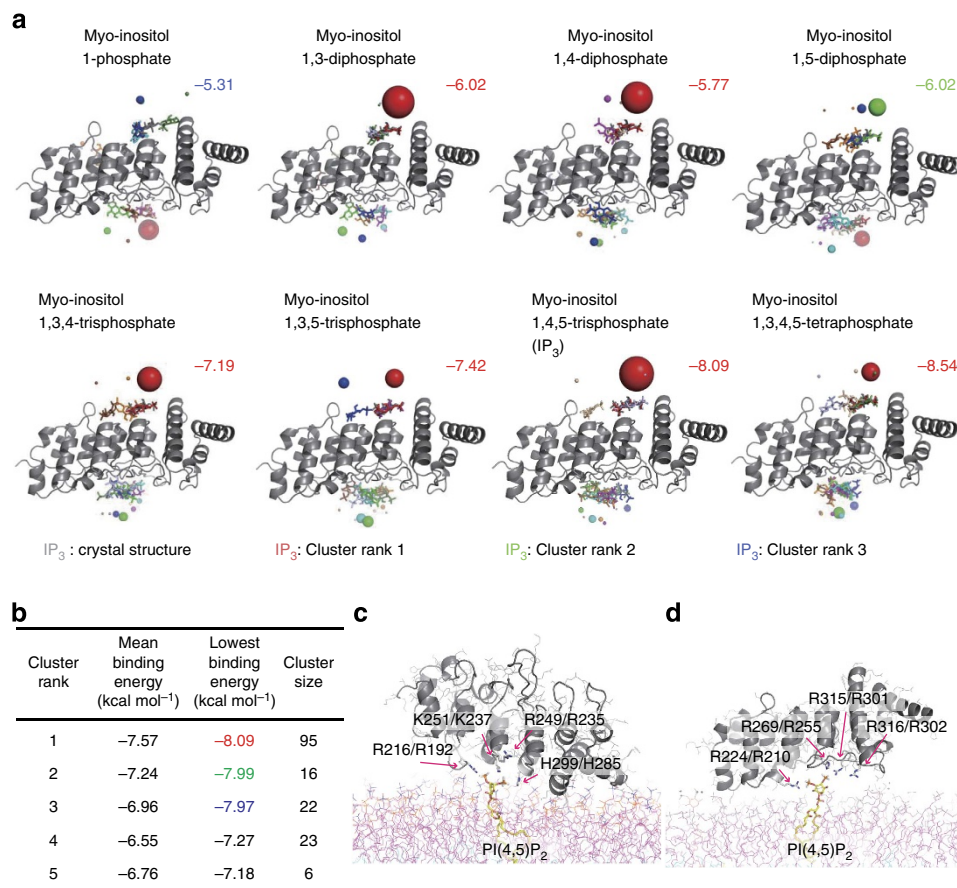 a
Myo-inositol
1-phosphate
–5.31
Myo-inositol
1,3-diphosphate
–6.02
Myo-inositol
1,4-diphosphate
–5.77
Myo-inositol
1,5-diphosphate
–6.02
Myo-inositol
1,3,4-trisphosphate
–7.19
Myo-inositol
1,3,5-trisphosphate
–7.42
Myo-inositol
1,4,5-trisphosphate
(IP3)
–8.09
Myo-inositol
1,3,4,5-tetraphosphate
–8.54
IP3 : crystal structure
IP3: Cluster rank 1
IP3: Cluster rank 2
IP3: Cluster rank 3
b
Cluster rank | Mean binding energy (kcal mol–1) | Lowest binding energy (kcal mol–1) | Cluster size
1 –7.57 –8.09 95
2 –7.24 –7.99 16
3 –6.96 –7.97 22
4 –6.55 –7.27 23
5 –6.76 –7.18 6
c
K251/K237
R249/R235
R216/R192
H299/H285
PI(4,5)P2
d
R315/R301
R269/R255
R316/R302
R224/R210
PI(4,5)P2